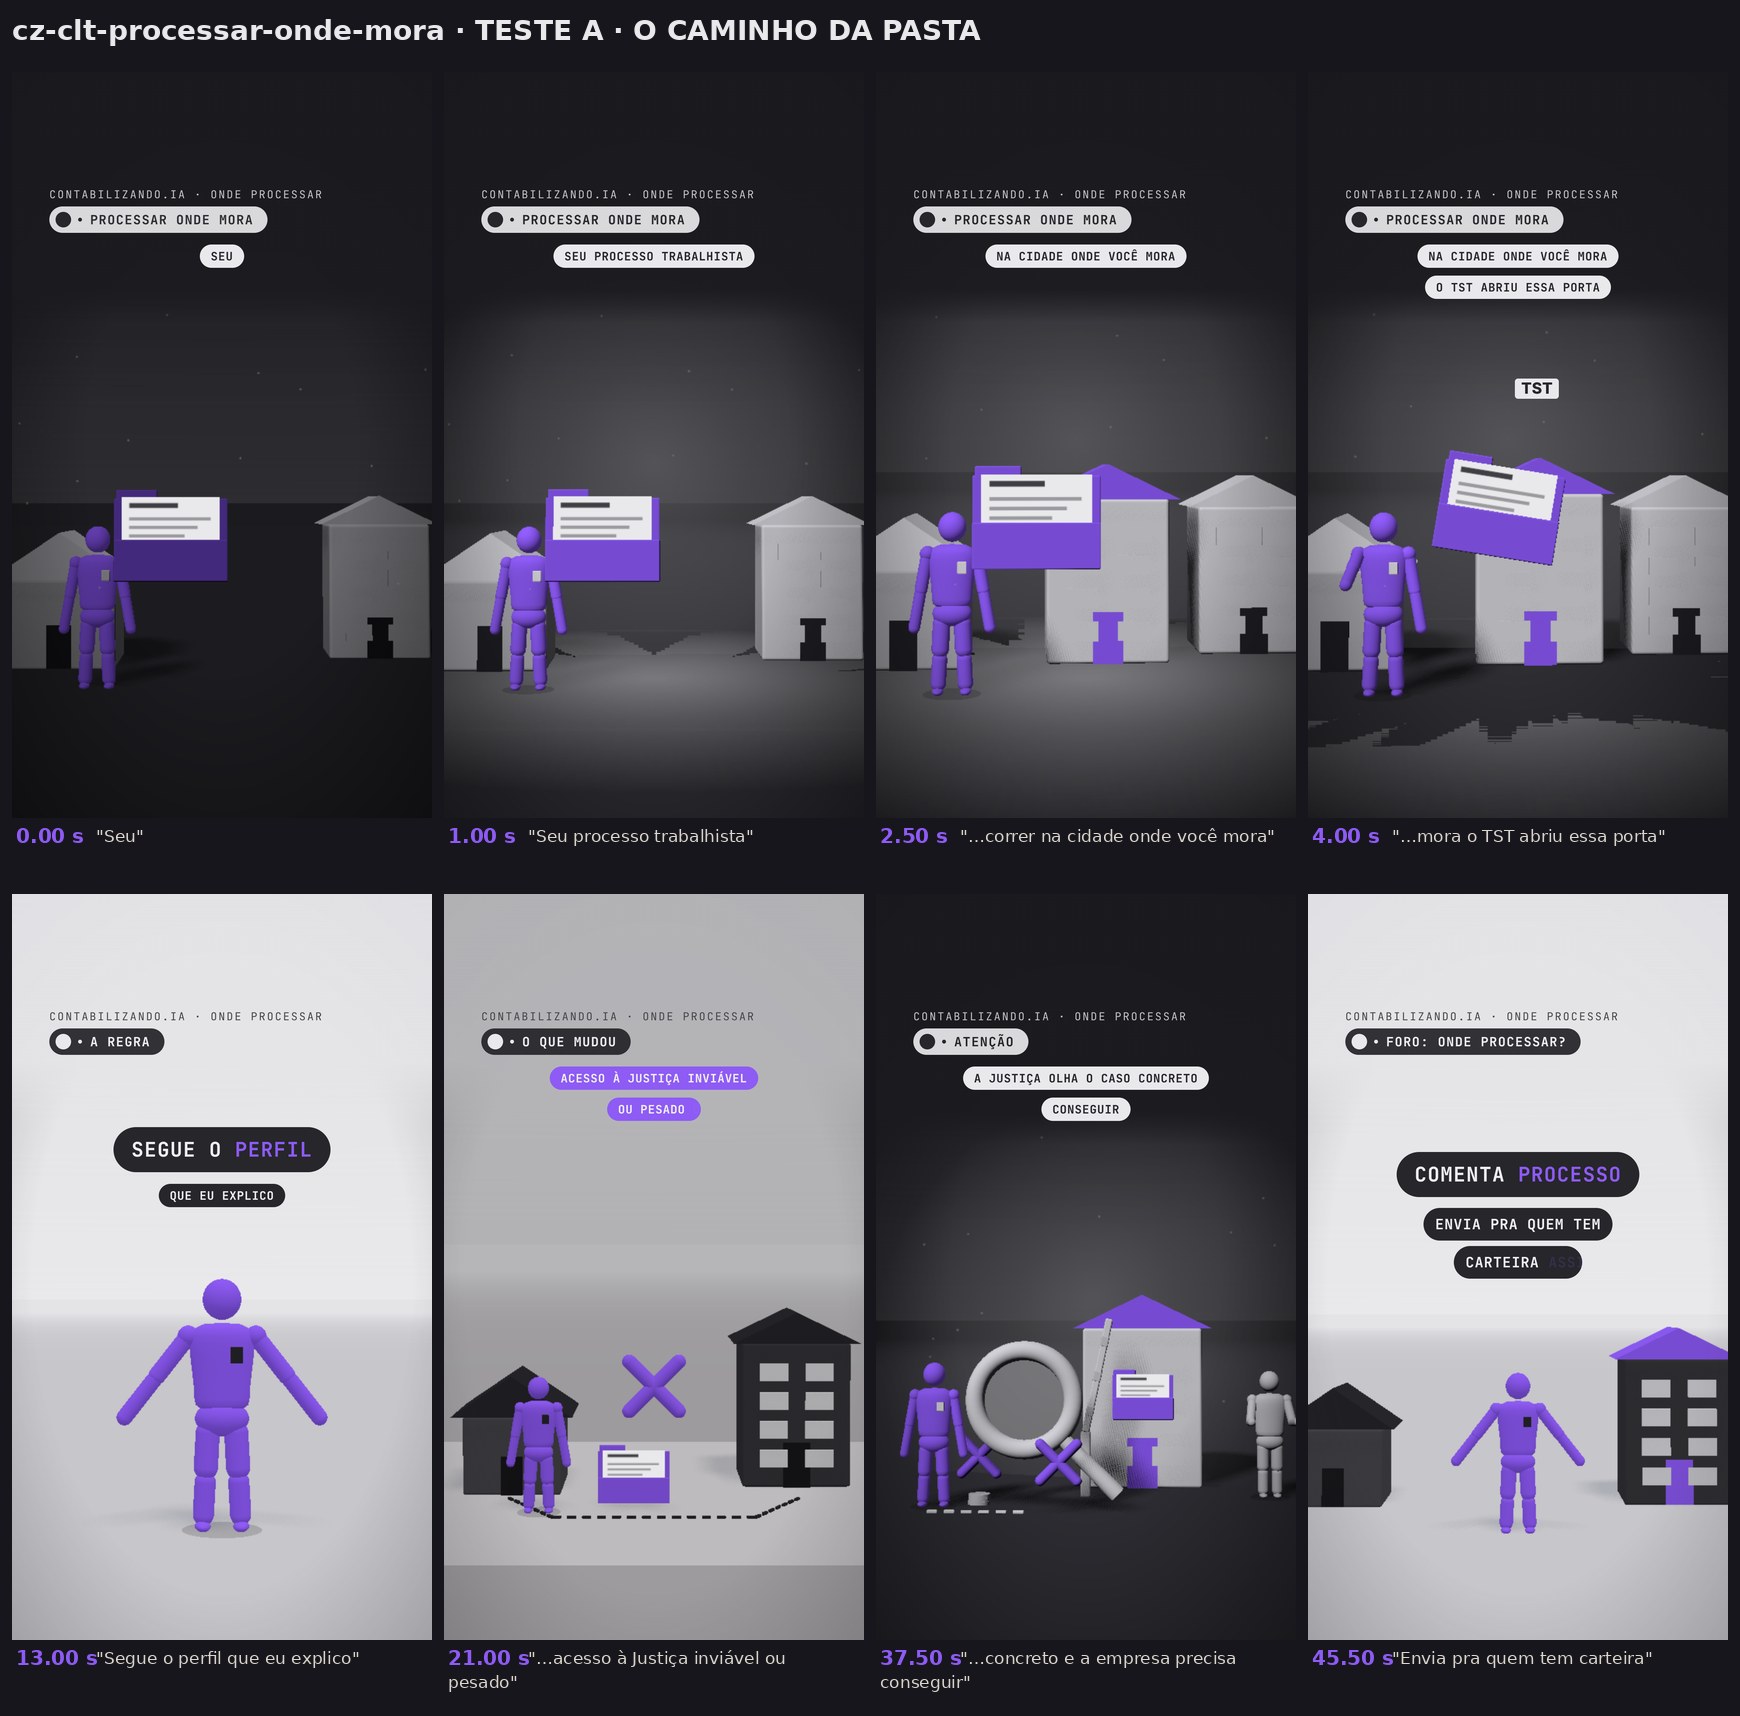 cz-clt-processar-onde-mora · TESTE A · O CAMINHO DA PASTA
CONTABILIZANDO.IA · ONDE PROCESSAR
• PROCESSAR ONDE MORA
SEU
0.00 s "Seu"
CONTABILIZANDO.IA · ONDE PROCESSAR
• PROCESSAR ONDE MORA
SEU PROCESSO TRABALHISTA
1.00 s "Seu processo trabalhista"
CONTABILIZANDO.IA · ONDE PROCESSAR
• PROCESSAR ONDE MORA
NA CIDADE ONDE VOCÊ MORA
2.50 s "...correr na cidade onde você mora"
CONTABILIZANDO.IA · ONDE PROCESSAR
• PROCESSAR ONDE MORA
NA CIDADE ONDE VOCÊ MORA
O TST ABRIU ESSA PORTA
TST
4.00 s "...mora o TST abriu essa porta"
CONTABILIZANDO.IA · ONDE PROCESSAR
• A REGRA
SEGUE O PERFIL
QUE EU EXPLICO
13.00 s "Segue o perfil que eu explico"
CONTABILIZANDO.IA · ONDE PROCESSAR
• O QUE MUDOU
ACESSO À JUSTIÇA INVIÁVEL
OU PESADO
21.00 s "...acesso à Justiça inviável ou
pesado"
CONTABILIZANDO.IA · ONDE PROCESSAR
• ATENÇÃO
A JUSTIÇA OLHA O CASO CONCRETO
CONSEGUIR
37.50 s "...concreto e a empresa precisa
conseguir"
CONTABILIZANDO.IA · ONDE PROCESSAR
• FORO: ONDE PROCESSAR?
COMENTA PROCESSO
ENVIA PRA QUEM TEM
CARTEIRA
45.50 s "Envia pra quem tem carteira"